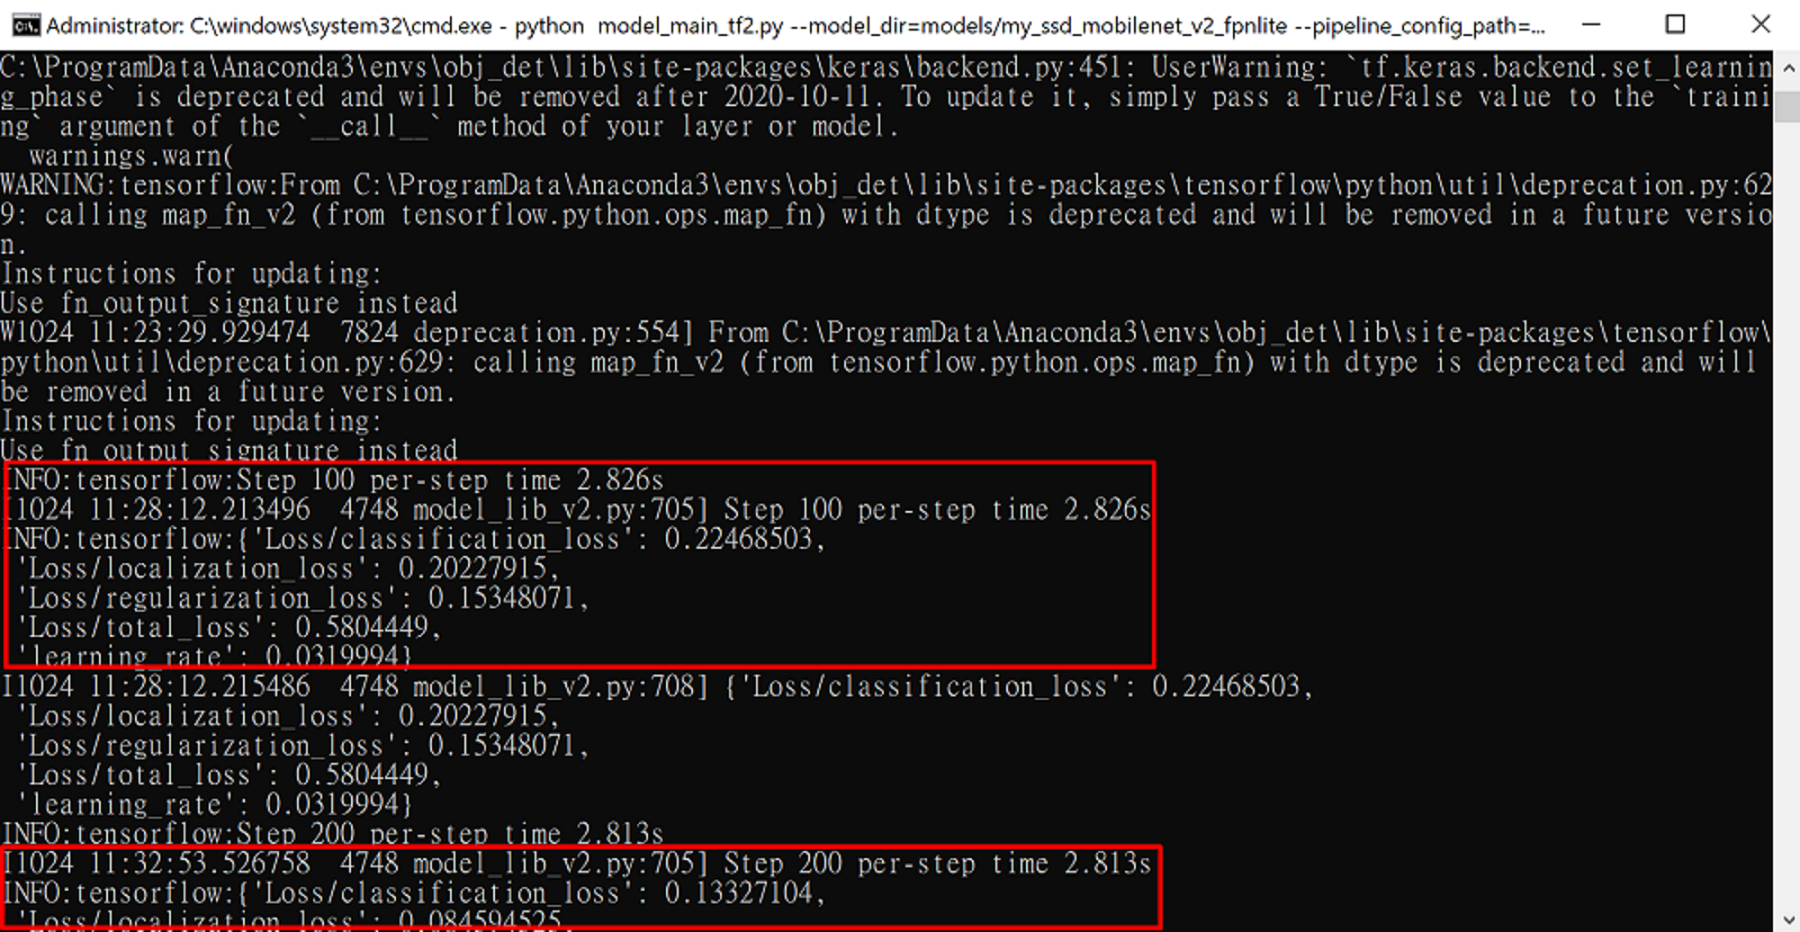 Administrator: C:\windows\system32\cmd.exe - python  model_main_tf2.py --model_dir=models/my_ssd_mobilenet_v2_fpnlite --pipeline_config_path=...
C:\ProgramData\Anaconda3\envs\obj_det\lib\site-packages\keras\backend.py:451: UserWarning: `tf.keras.backend.set_learnin
g_phase` is deprecated and will be removed after 2020-10-11. To update it, simply pass a True/False value to the `traini
ng` argument of the `__call__` method of your layer or model.
  warnings.warn(
WARNING:tensorflow:From C:\ProgramData\Anaconda3\envs\obj_det\lib\site-packages\tensorflow\python\util\deprecation.py:62
9: calling map_fn_v2 (from tensorflow.python.ops.map_fn) with dtype is deprecated and will be removed in a future versio
n.
Instructions for updating:
Use fn_output_signature instead
W1024 11:23:29.929474  7824 deprecation.py:554] From C:\ProgramData\Anaconda3\envs\obj_det\lib\site-packages\tensorflow\
python\util\deprecation.py:629: calling map_fn_v2 (from tensorflow.python.ops.map_fn) with dtype is deprecated and will
be removed in a future version.
Instructions for updating:
Use fn_output_signature instead
INFO:tensorflow:Step 100 per-step time 2.826s
I1024 11:28:12.213496  4748 model_lib_v2.py:705] Step 100 per-step time 2.826s
INFO:tensorflow:{'Loss/classification_loss': 0.22468503,
 'Loss/localization_loss': 0.20227915,
 'Loss/regularization_loss': 0.15348071,
 'Loss/total_loss': 0.5804449,
 'learning_rate': 0.0319994}
I1024 11:28:12.215486  4748 model_lib_v2.py:708] {'Loss/classification_loss': 0.22468503,
 'Loss/localization_loss': 0.20227915,
 'Loss/regularization_loss': 0.15348071,
 'Loss/total_loss': 0.5804449,
 'learning_rate': 0.0319994}
INFO:tensorflow:Step 200 per-step time 2.813s
I1024 11:32:53.526758  4748 model_lib_v2.py:705] Step 200 per-step time 2.813s
INFO:tensorflow:{'Loss/classification_loss': 0.13327104,
 'Loss/localization_loss': 0.084594525,